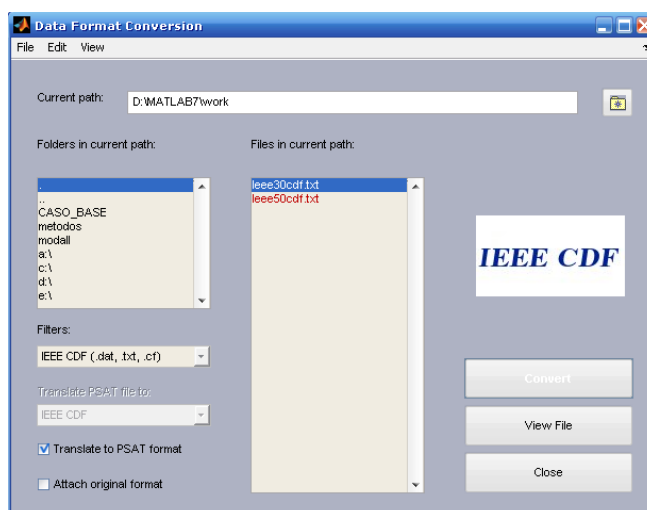 Data Format Conversion
File Edit View
Current path: D:\MATLAB7\work
Folders in current path: Files in current path:
.
..
CASO_BASE
metodos
modall
a:\
c:\
d:\
e:\
Ieee30cdf.txt
Ieee50cdf.txt
IEEE CDF
Filters:
IEEE CDF (.dat, .txt, .cf)
Translate PSAT file to:
IEEE CDF
Translate to PSAT format
Attach original format
Convert
View File
Close